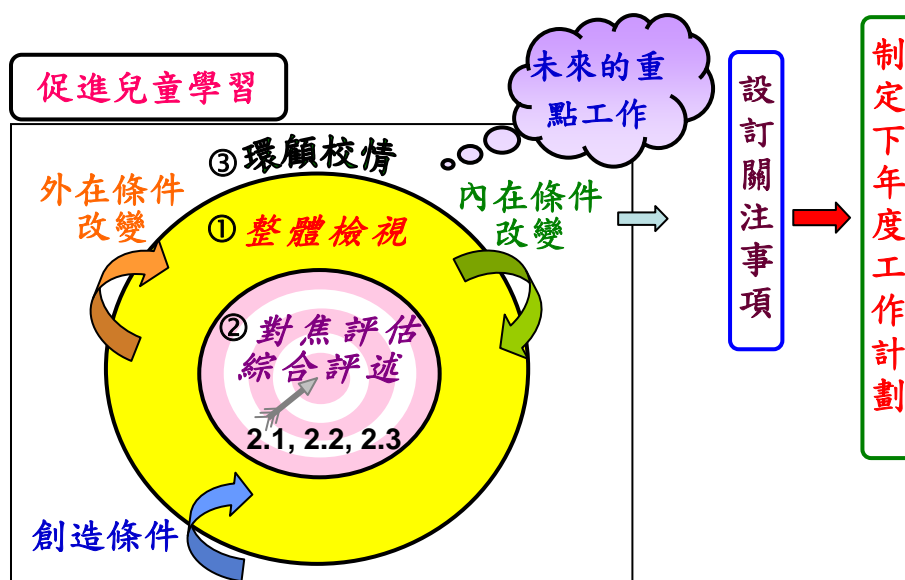 促進兒童學習
未來的重
點工作
③環顧校情
外在條件
改變
①整體檢視
內在條件
改變
②對焦評估
綜合評述
2.1, 2.2, 2.3
創造條件
設訂關注事項
制定下年度工作計劃